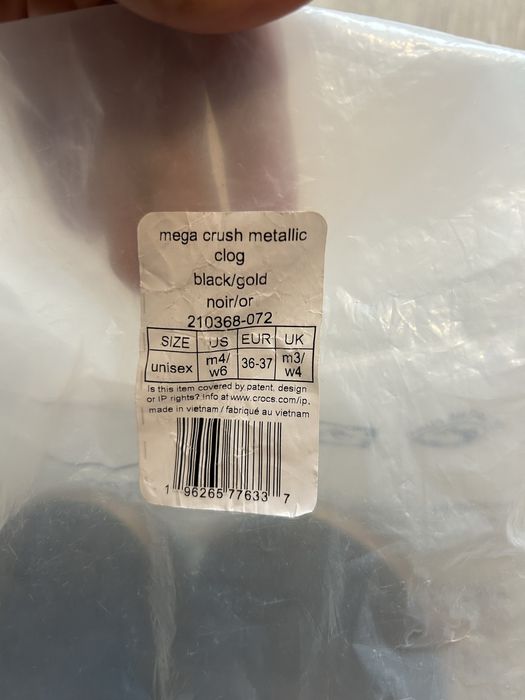 mega crush metallic
clog
black/gold
noir/or
210368-072
SIZE US EUR UK
unisex m4/ w6 36-37 m3/ w4
Is this item covered by patent, design
or IP rights? Info at www.crocs.com/ip.
made in vietnam / fabriqué au vietnam
1 96265 77633 7